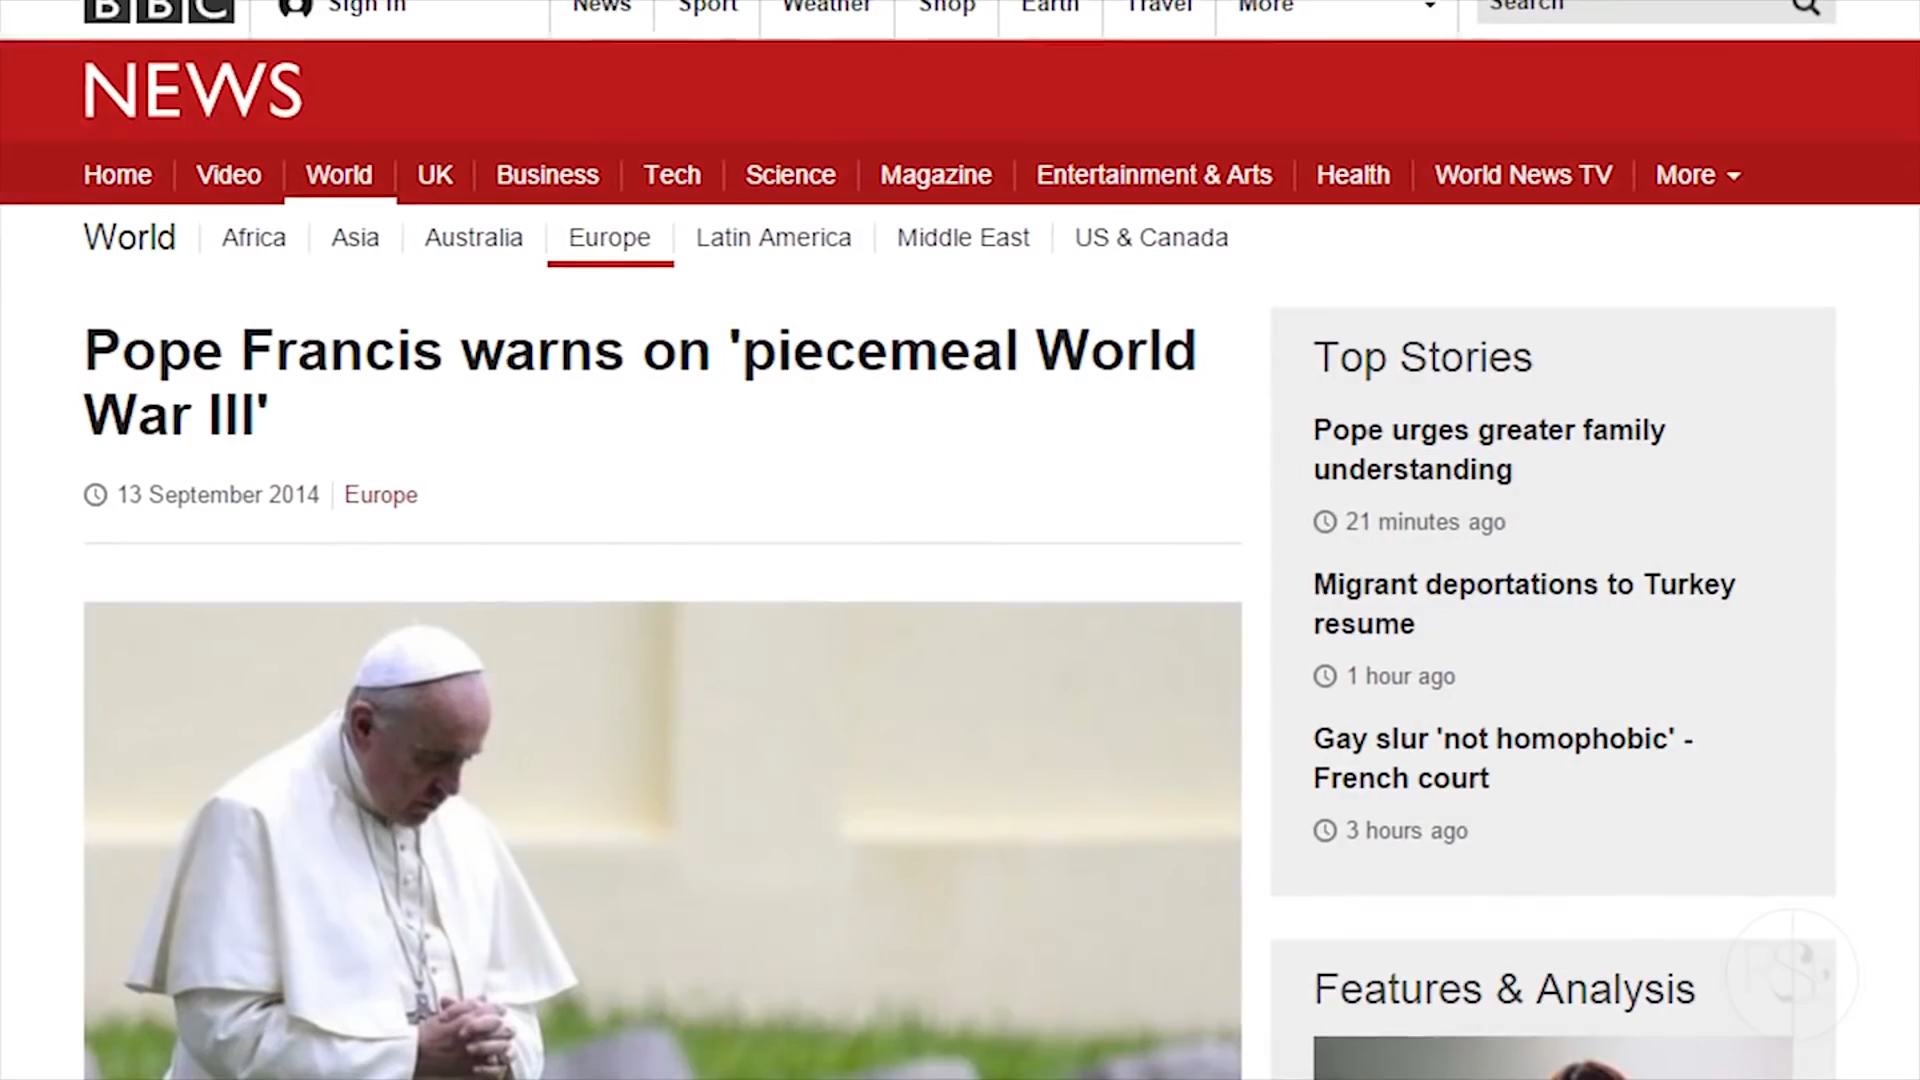 BBC
Sign in
News
Sport
Weather
Shop
Earth
Travel
More
Search
NEWS
Home
Video
World
UK
Business
Tech
Science
Magazine
Entertainment & Arts
Health
World News TV
More
World
Africa
Asia
Australia
Europe
Latin America
Middle East
US & Canada
Pope Francis warns on 'piecemeal World
War III'
13 September 2014
Europe
Top Stories
Pope urges greater family
understanding
21 minutes ago
Migrant deportations to Turkey
resume
1 hour ago
Gay slur 'not homophobic' -
French court
3 hours ago
Features & Analysis